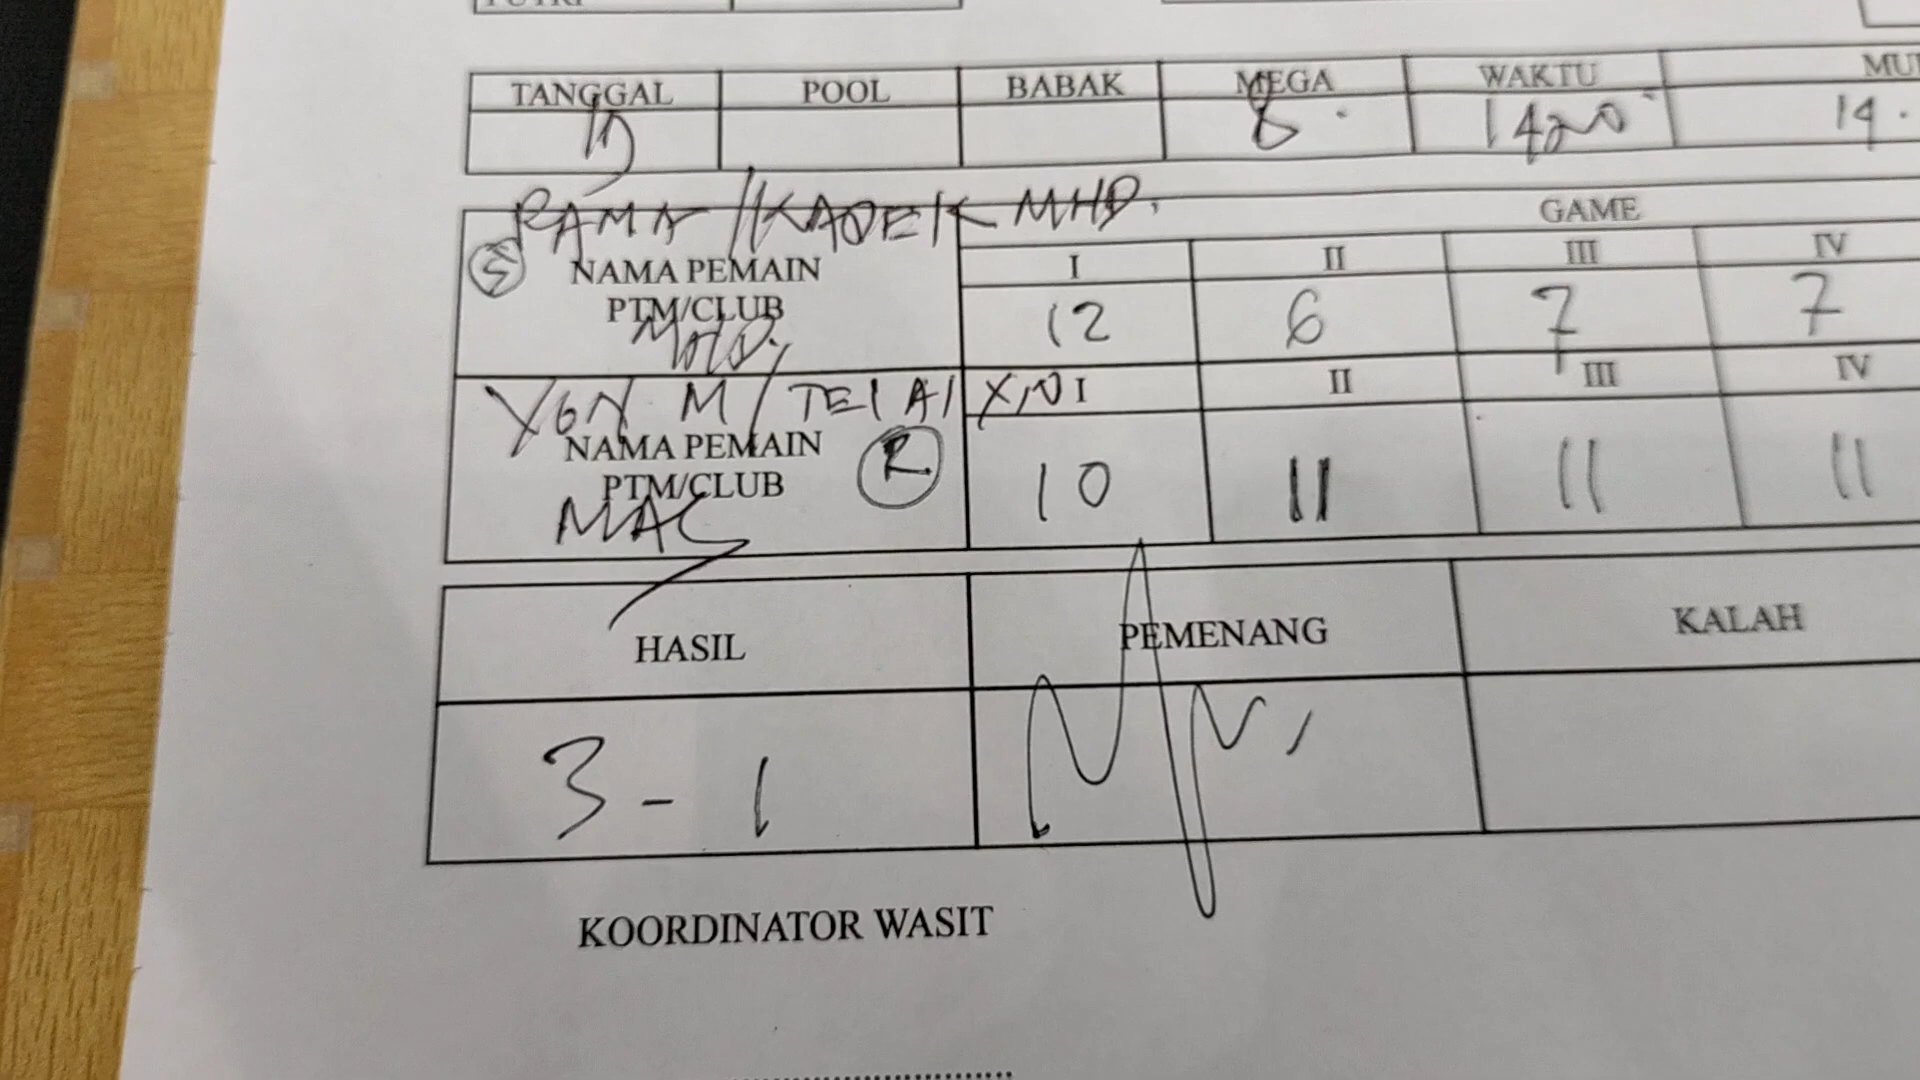 TANGGAL POOL BABAK MEGA WAKTU
8. 1420 14.
RAMA / KADEK MHD.
GAME
S NAMA PEMAIN I II III IV
PTM/CLUB 12 6 7 7
MHD.
YON M / TEI AI XIN I II III IV
NAMA PEMAIN R
PTM/CLUB 10 11 11 11
MAC
HASIL PEMENANG KALAH
3 - 1
KOORDINATOR WASIT